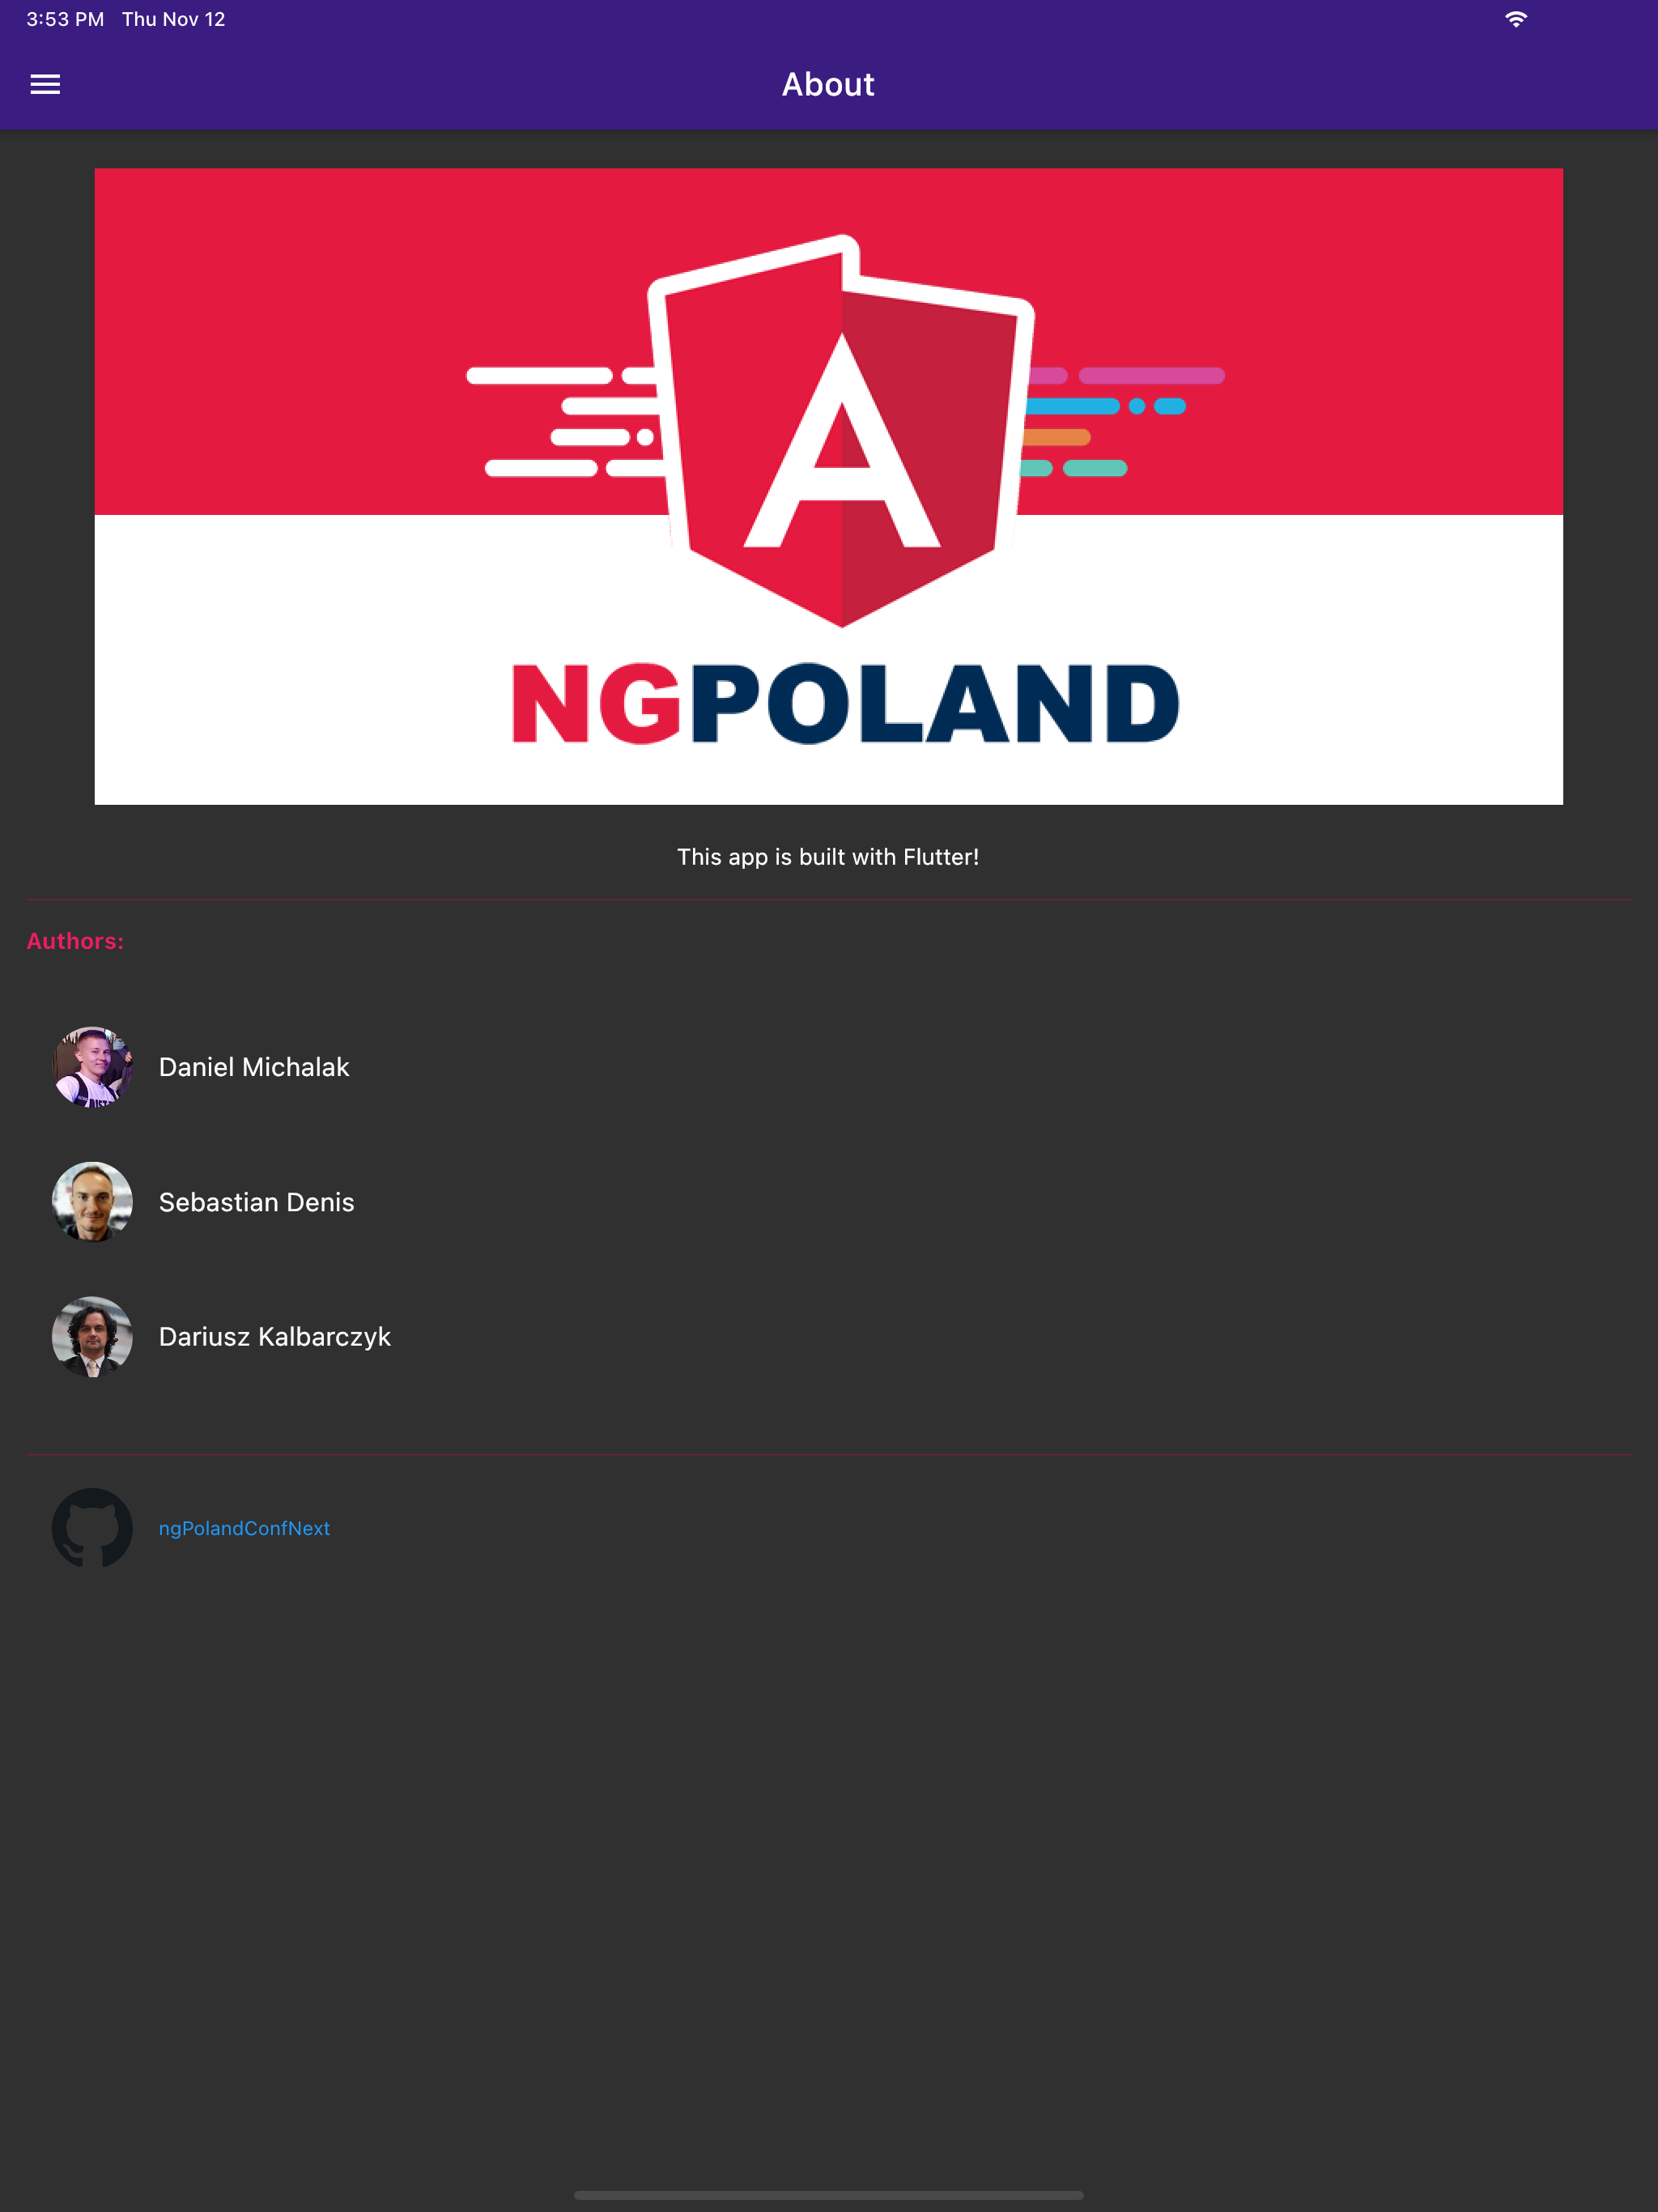 3:53 PM Thu Nov 12
About
A
NGPOLAND
This app is built with Flutter!
Authors:
Daniel Michalak
Sebastian Denis
Dariusz Kalbarczyk
ngPolandConfNext